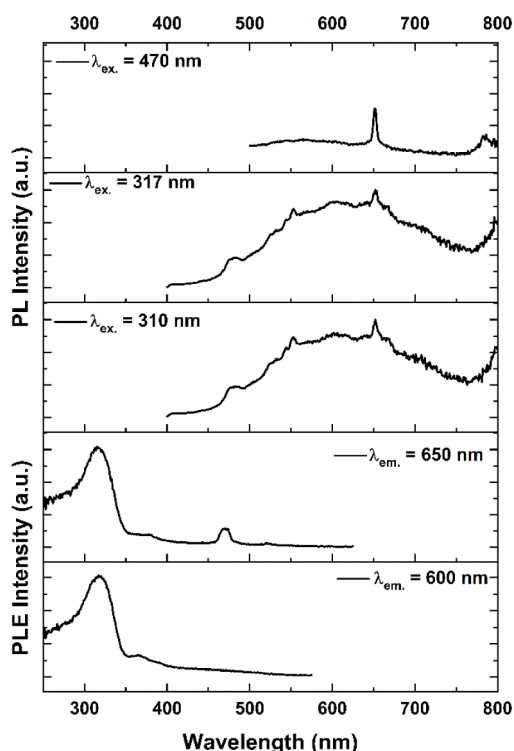 300 400 500 600 700 800
λex. = 470 nm
λex. = 317 nm
λex. = 310 nm
λem. = 650 nm
λem. = 600 nm
PL Intensity (a.u.)
PLE Intensity (a.u.)
300 400 500 600 700 800
Wavelength (nm)